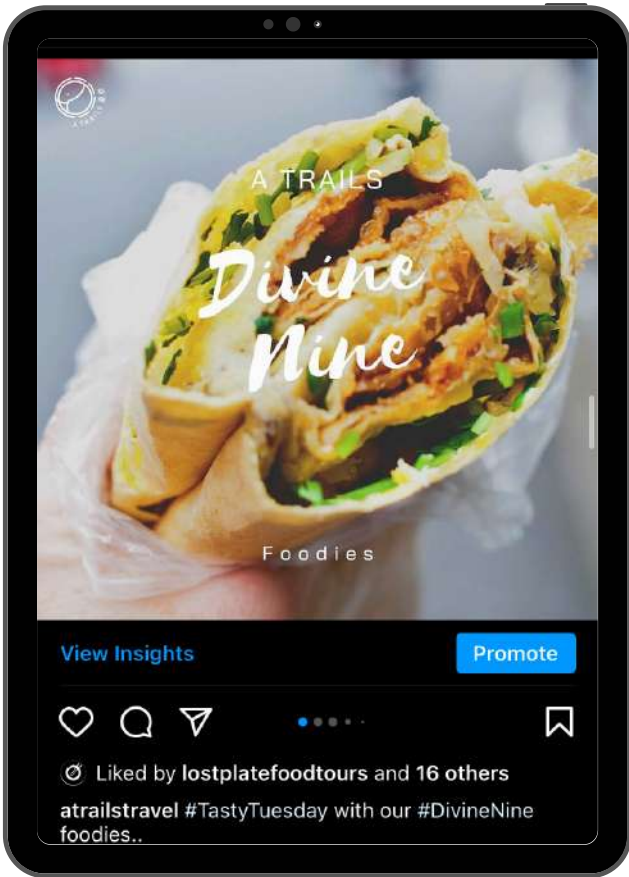 A TRAILS
Divine
Nine
Foodies
View Insights
Promote
Liked by lostplatefoodtours and 16 others
atrailstravel #TastyTuesday with our #DivineNine
foodies..